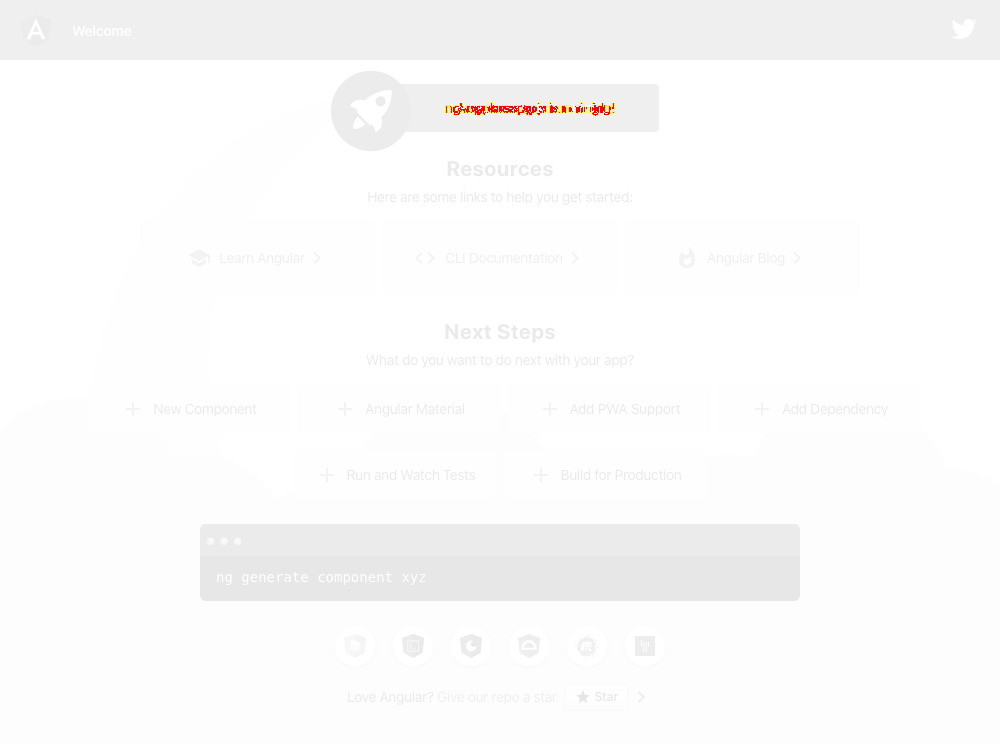 Welcome
Resources
Here are some links to help you get started:
Learn Angular
CLI Documentation
Angular Blog
Next Steps
What do you want to do next with your app?
New Component
Angular Material
Add PWA Support
Add Dependency
Run and Watch Tests
Build for Production
ng generate component xyz
Love Angular? Give our repo a star.
Star